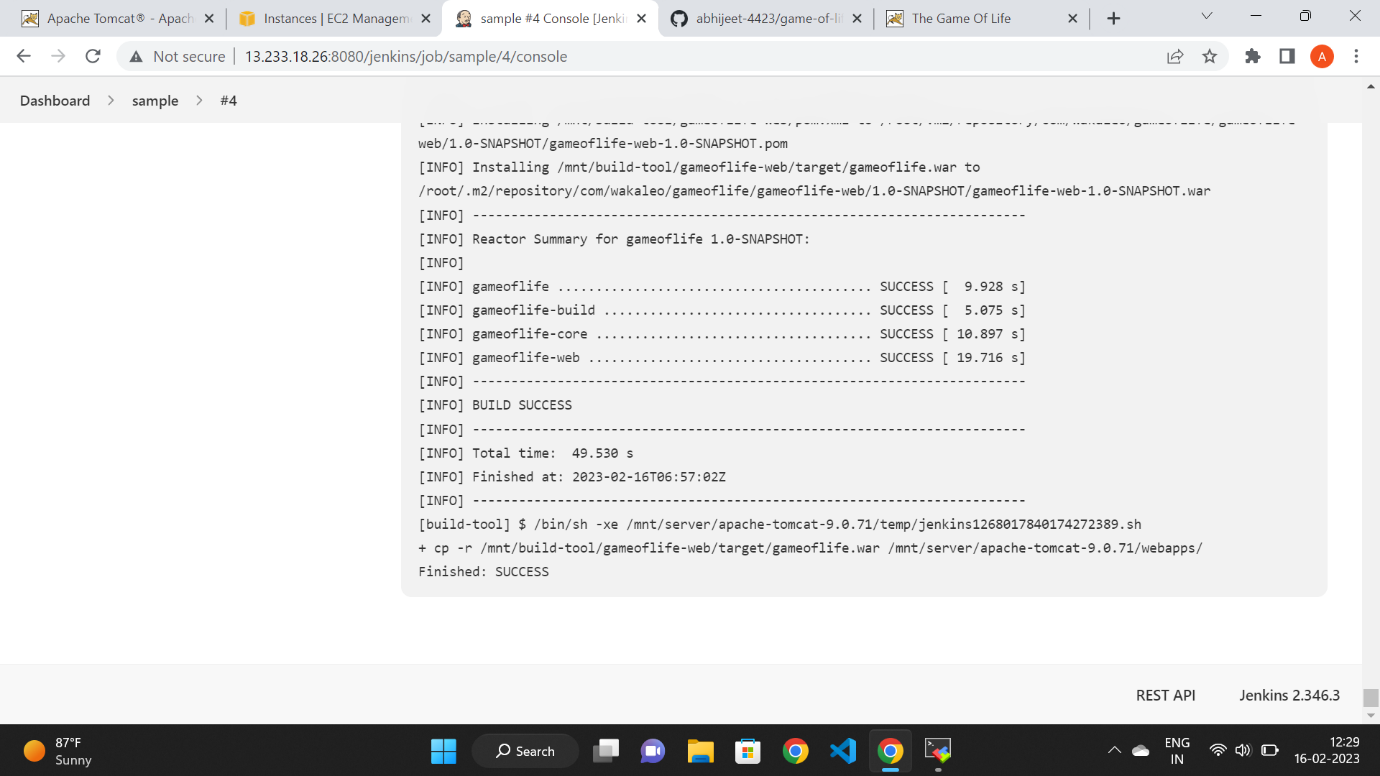 Apache Tomcat® - Apach
Instances | EC2 Managem
sample #4 Console [Jenki
abhijeet-4423/game-of-li
The Game Of Life
Not secure
13.233.18.26:8080/jenkins/job/sample/4/console
A
Dashboard
sample
#4
web/1.0-SNAPSHOT/gameoflife-web-1.0-SNAPSHOT.pom
[INFO] Installing /mnt/build-tool/gameoflife-web/target/gameoflife.war to
/root/.m2/repository/com/wakaleo/gameoflife/gameoflife-web/1.0-SNAPSHOT/gameoflife-web-1.0-SNAPSHOT.war
[INFO] ------------------------------------------------------------------------
[INFO] Reactor Summary for gameoflife 1.0-SNAPSHOT:
[INFO]
[INFO] gameoflife ......................................... SUCCESS [  9.928 s]
[INFO] gameoflife-build ................................... SUCCESS [  5.075 s]
[INFO] gameoflife-core .................................... SUCCESS [ 10.897 s]
[INFO] gameoflife-web ..................................... SUCCESS [ 19.716 s]
[INFO] ------------------------------------------------------------------------
[INFO] BUILD SUCCESS
[INFO] ------------------------------------------------------------------------
[INFO] Total time:  49.530 s
[INFO] Finished at: 2023-02-16T06:57:02Z
[INFO] ------------------------------------------------------------------------
[build-tool] $ /bin/sh -xe /mnt/server/apache-tomcat-9.0.71/temp/jenkins1268017840174272389.sh
+ cp -r /mnt/build-tool/gameoflife-web/target/gameoflife.war /mnt/server/apache-tomcat-9.0.71/webapps/
Finished: SUCCESS
REST API
Jenkins 2.346.3
87°F
Sunny
Search
ENG
IN
12:29
16-02-2023